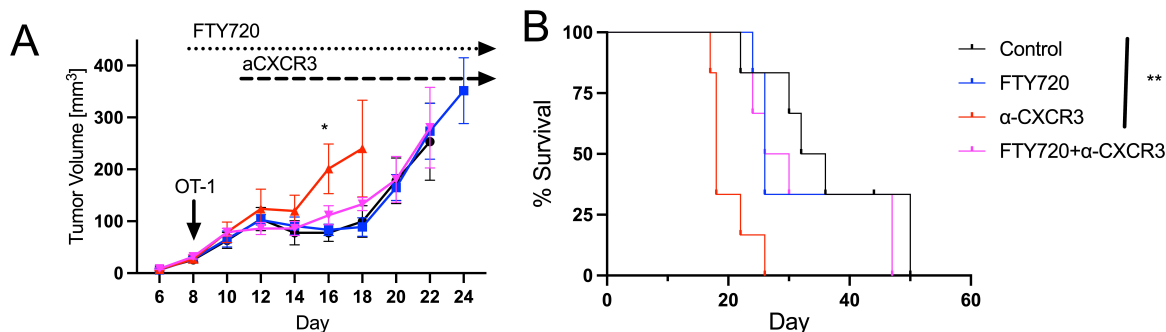 A
FTY720
aCXCR3
Tumor Volume [mm³]
400
300
200
100
0
OT-1
*
6 8 10 12 14 16 18 20 22 24
Day
B
% Survival
100
75
50
25
0
0 20 40 60
Day
Control
FTY720
α-CXCR3
FTY720+α-CXCR3
**